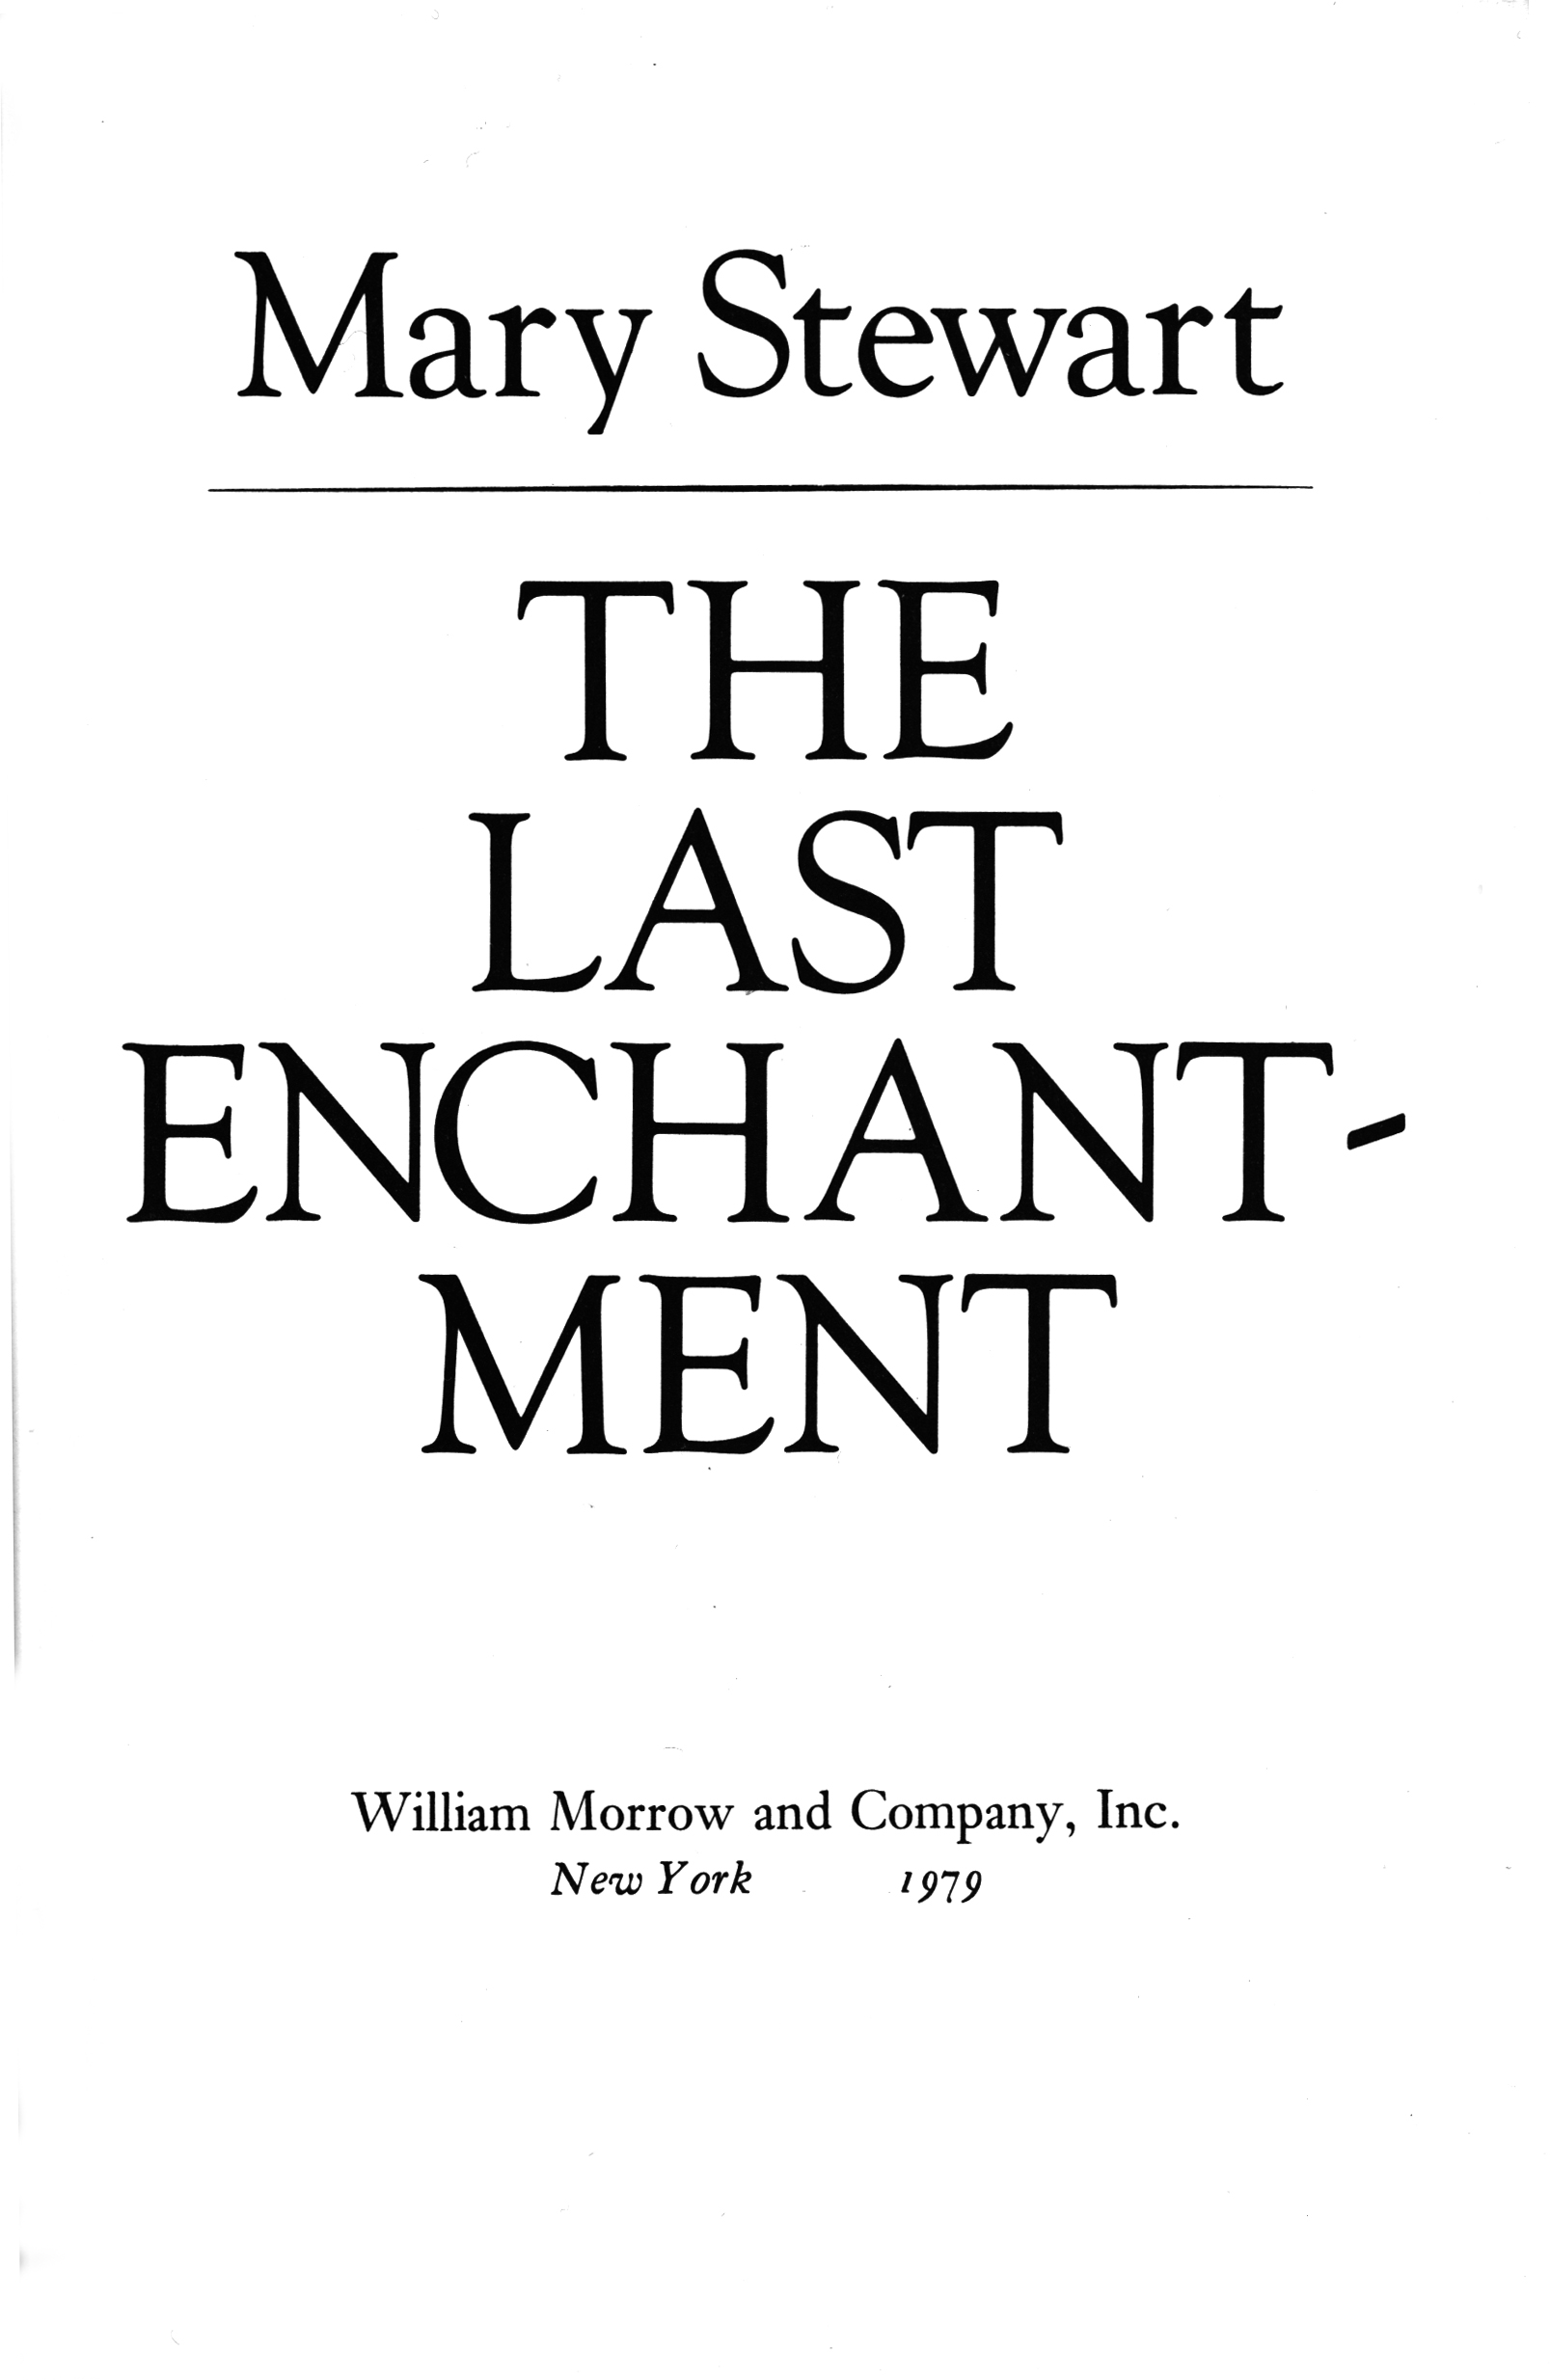 Mary Stewart
THE
LAST
ENCHANT-
MENT
William Morrow and Company, Inc.
New York 1979